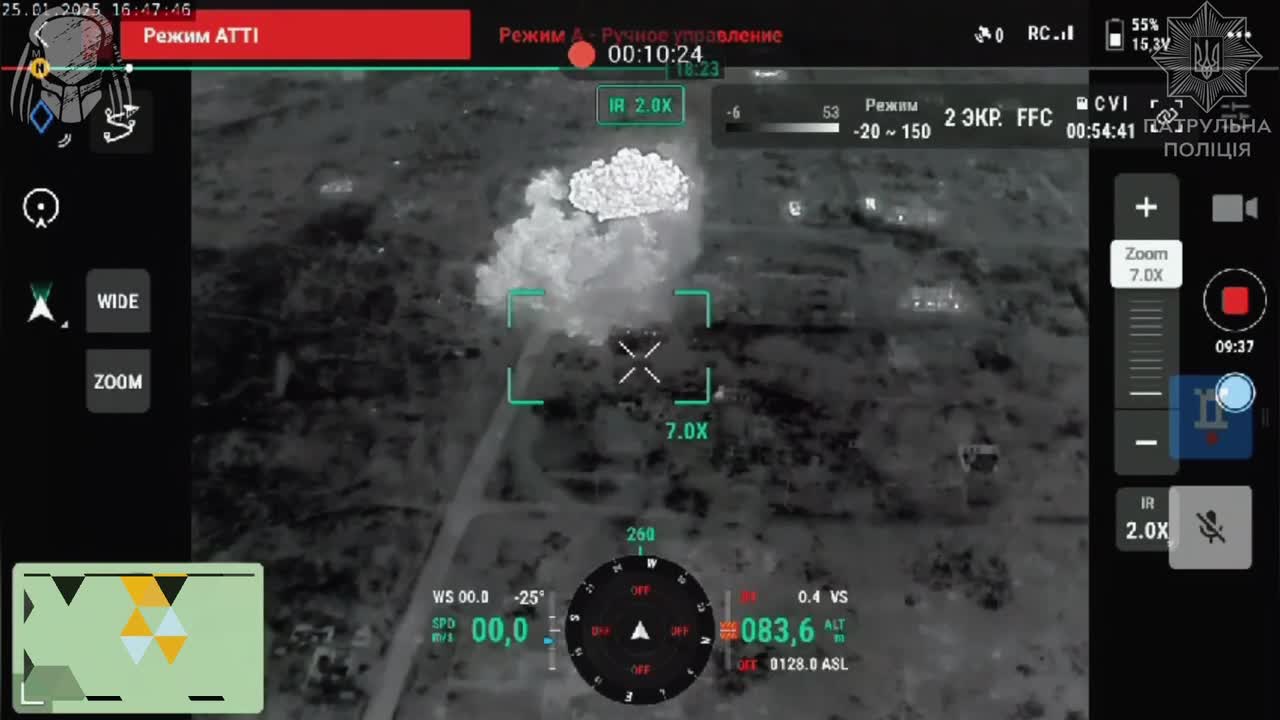 25.01.2025 16:47:46
Режим ATTI
Режим A - Ручное управление
00:10:24
18:23
0
RC
55%
15,3V
N
IR 2.0X
-6
53
Режим
-20 ~ 150
2 ЭКР.
FFC
CVI
00:54:41
ПАТРУЛЬНА
ПОЛІЦІЯ
+
Zoom
7.0X
WIDE
ZOOM
09:37
7.0X
IR
2.0X
260
WS 00.0
-25°
SPD
m/s
00,0
W
N
E
S
OFF
OFF
OFF
OFF
0.4 VS
083,6
ALT
m
OFF
0128.0 ASL